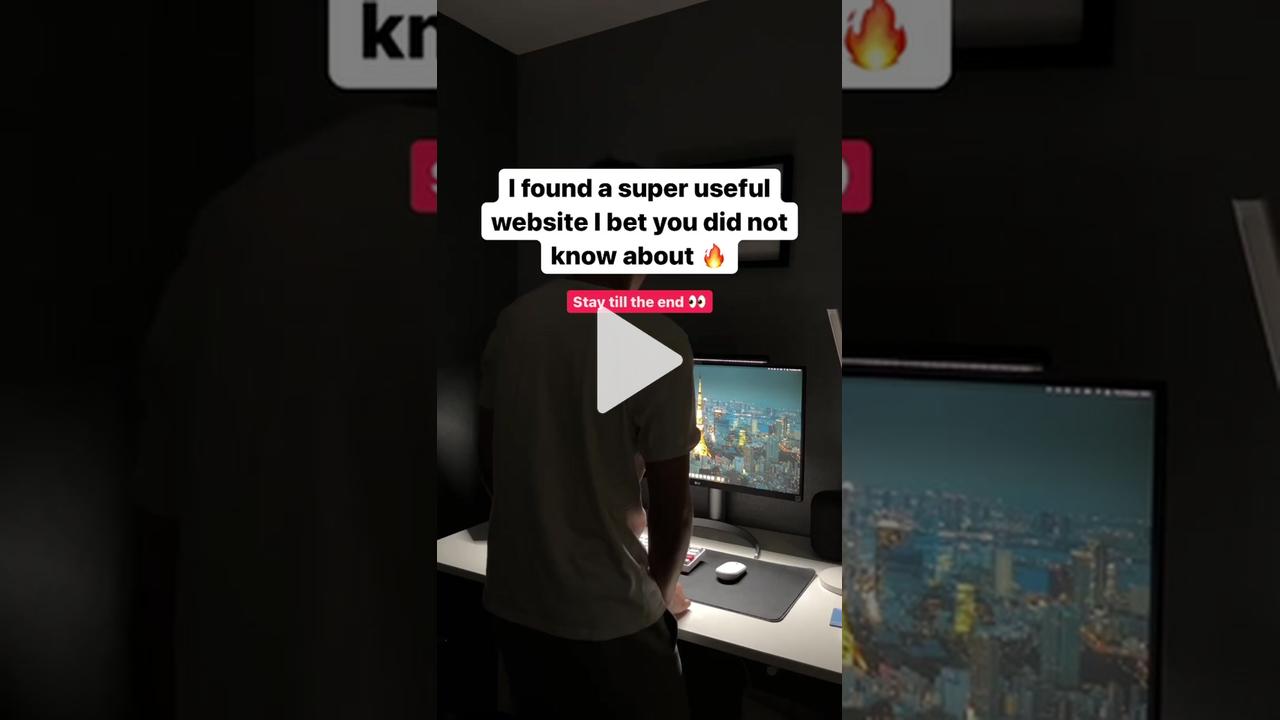 I found a super useful
website I bet you did not
know about 🔥
Stay till the end 👀
kn